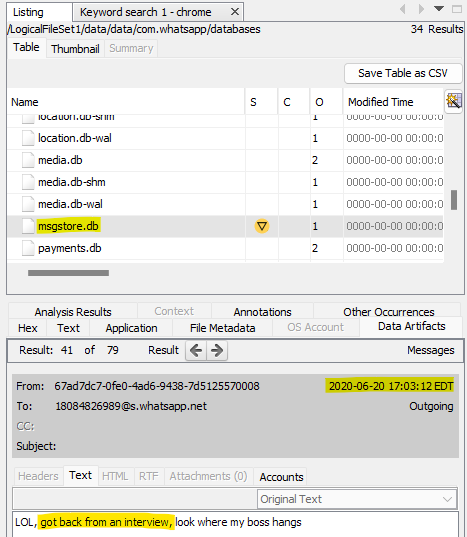 Listing Keyword search 1 - chrome
/LogicalFileSet1/data/data/com.whatsapp/databases
34 Results
Table Thumbnail Summary
Save Table as CSV
Name S C O Modified Time
location.db-shm 1 0000-00-00 00:00:
location.db-wal 1 0000-00-00 00:00:
media.db 2 0000-00-00 00:00:
media.db-shm 1 0000-00-00 00:00:
media.db-wal 1 0000-00-00 00:00:
msgstore.db 1 0000-00-00 00:00:
payments.db 2 0000-00-00 00:00:
Analysis Results Context Annotations Other Occurrences
Hex Text Application File Metadata OS Account Data Artifacts
Result: 41 of 79 Result Messages
From: 67ad7dc7-0fe0-4ad6-9438-7d5125570008 2020-06-20 17:03:12 EDT
To: 18084826989@s.whatsapp.net Outgoing
CC:
Subject:
Headers Text HTML RTF Attachments (0) Accounts
Original Text
LOL, got back from an interview, look where my boss hangs